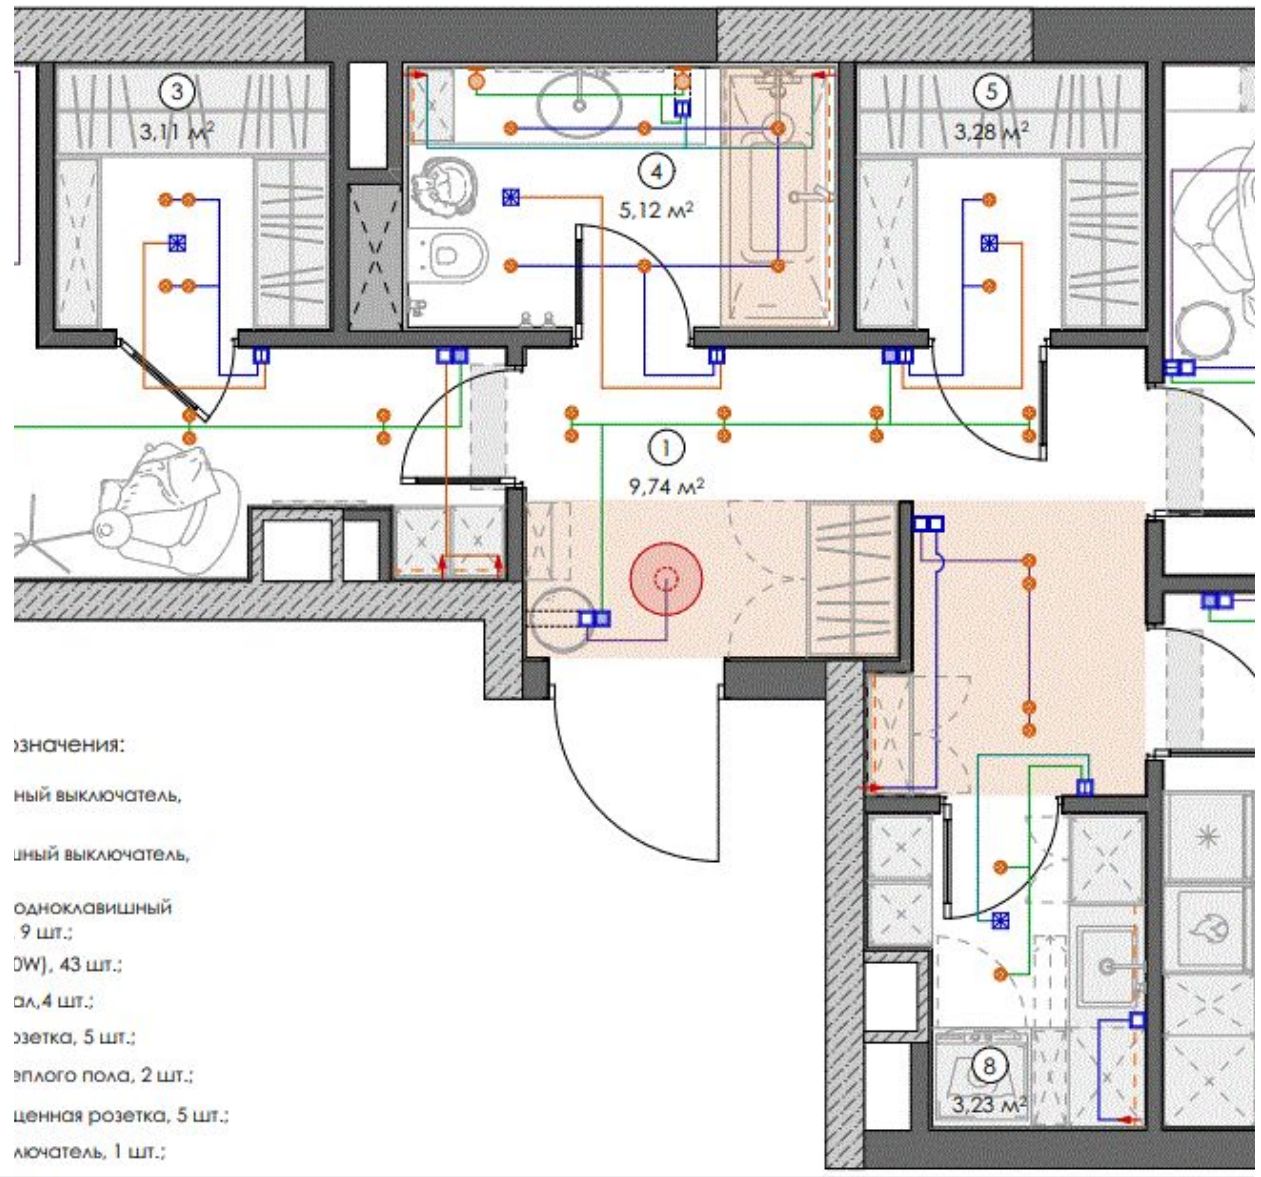 3
3,11 м²
4
5,12 м²
5
3,28 м²
1
9,74 м²
8
3,23 м²
означения:
ный выключатель,
шный выключатель,
одноклавишный
, 9 шт.;
0W), 43 шт.;
ал,4 шт.;
озетка, 5 шт.;
еплого пола, 2 шт.;
щенная розетка, 5 шт.;
лючатель, 1 шт.;